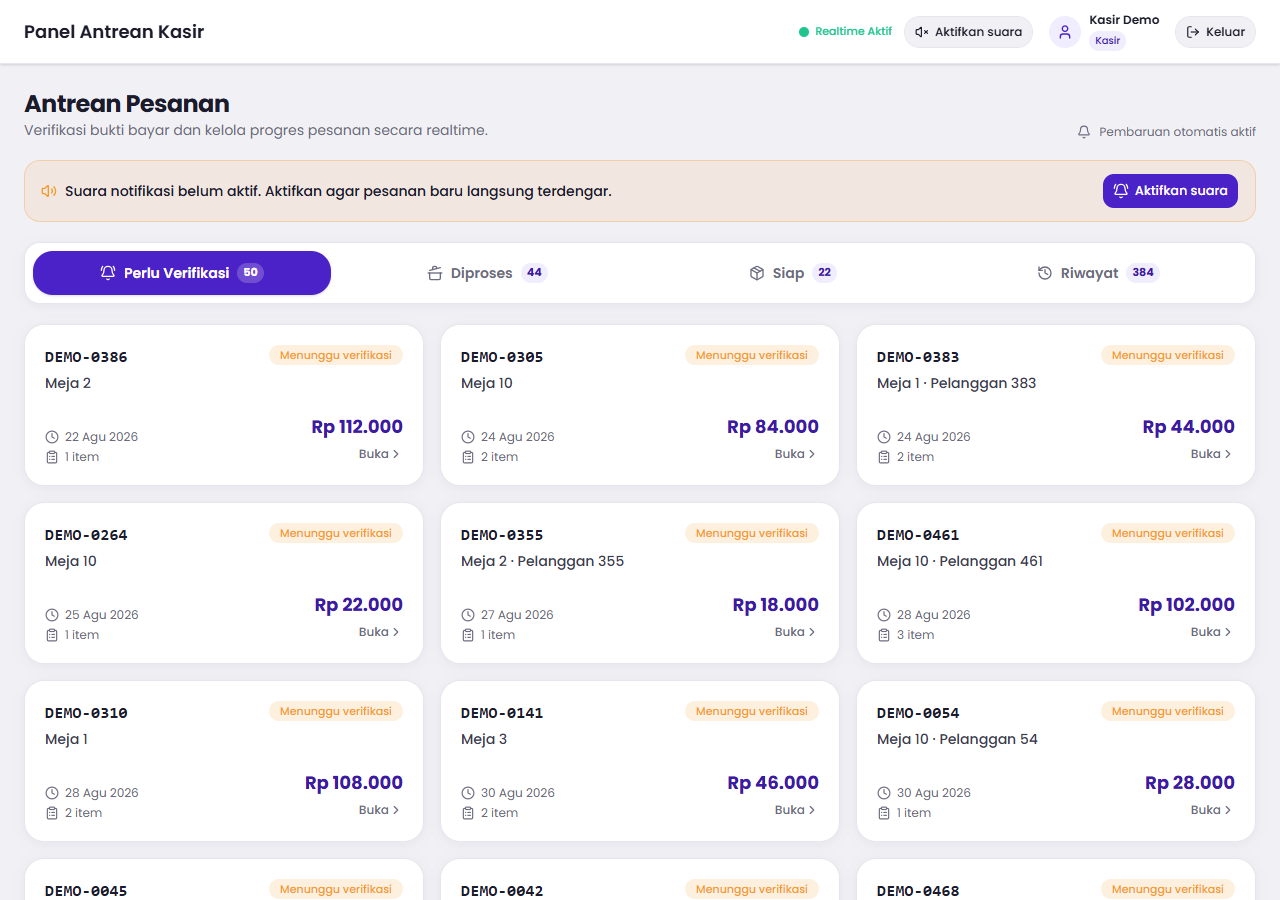 Panel Antrean Kasir
Realtime Aktif
Aktifkan suara
Kasir Demo
Kasir
Keluar
Antrean Pesanan
Verifikasi bukti bayar dan kelola progres pesanan secara realtime.
Pembaruan otomatis aktif
Suara notifikasi belum aktif. Aktifkan agar pesanan baru langsung terdengar.
Aktifkan suara
Perlu Verifikasi 50
Diproses 44
Siap 22
Riwayat 384
DEMO-0386
Menunggu verifikasi
Meja 2
22 Agu 2026
1 item
Rp 112.000
Buka
DEMO-0305
Menunggu verifikasi
Meja 10
24 Agu 2026
2 item
Rp 84.000
Buka
DEMO-0383
Menunggu verifikasi
Meja 1 · Pelanggan 383
24 Agu 2026
2 item
Rp 44.000
Buka
DEMO-0264
Menunggu verifikasi
Meja 10
25 Agu 2026
1 item
Rp 22.000
Buka
DEMO-0355
Menunggu verifikasi
Meja 2 · Pelanggan 355
27 Agu 2026
1 item
Rp 18.000
Buka
DEMO-0461
Menunggu verifikasi
Meja 10 · Pelanggan 461
28 Agu 2026
3 item
Rp 102.000
Buka
DEMO-0310
Menunggu verifikasi
Meja 1
28 Agu 2026
2 item
Rp 108.000
Buka
DEMO-0141
Menunggu verifikasi
Meja 3
30 Agu 2026
2 item
Rp 46.000
Buka
DEMO-0054
Menunggu verifikasi
Meja 10 · Pelanggan 54
30 Agu 2026
1 item
Rp 28.000
Buka
DEMO-0045
Menunggu verifikasi
DEMO-0042
Menunggu verifikasi
DEMO-0468
Menunggu verifikasi